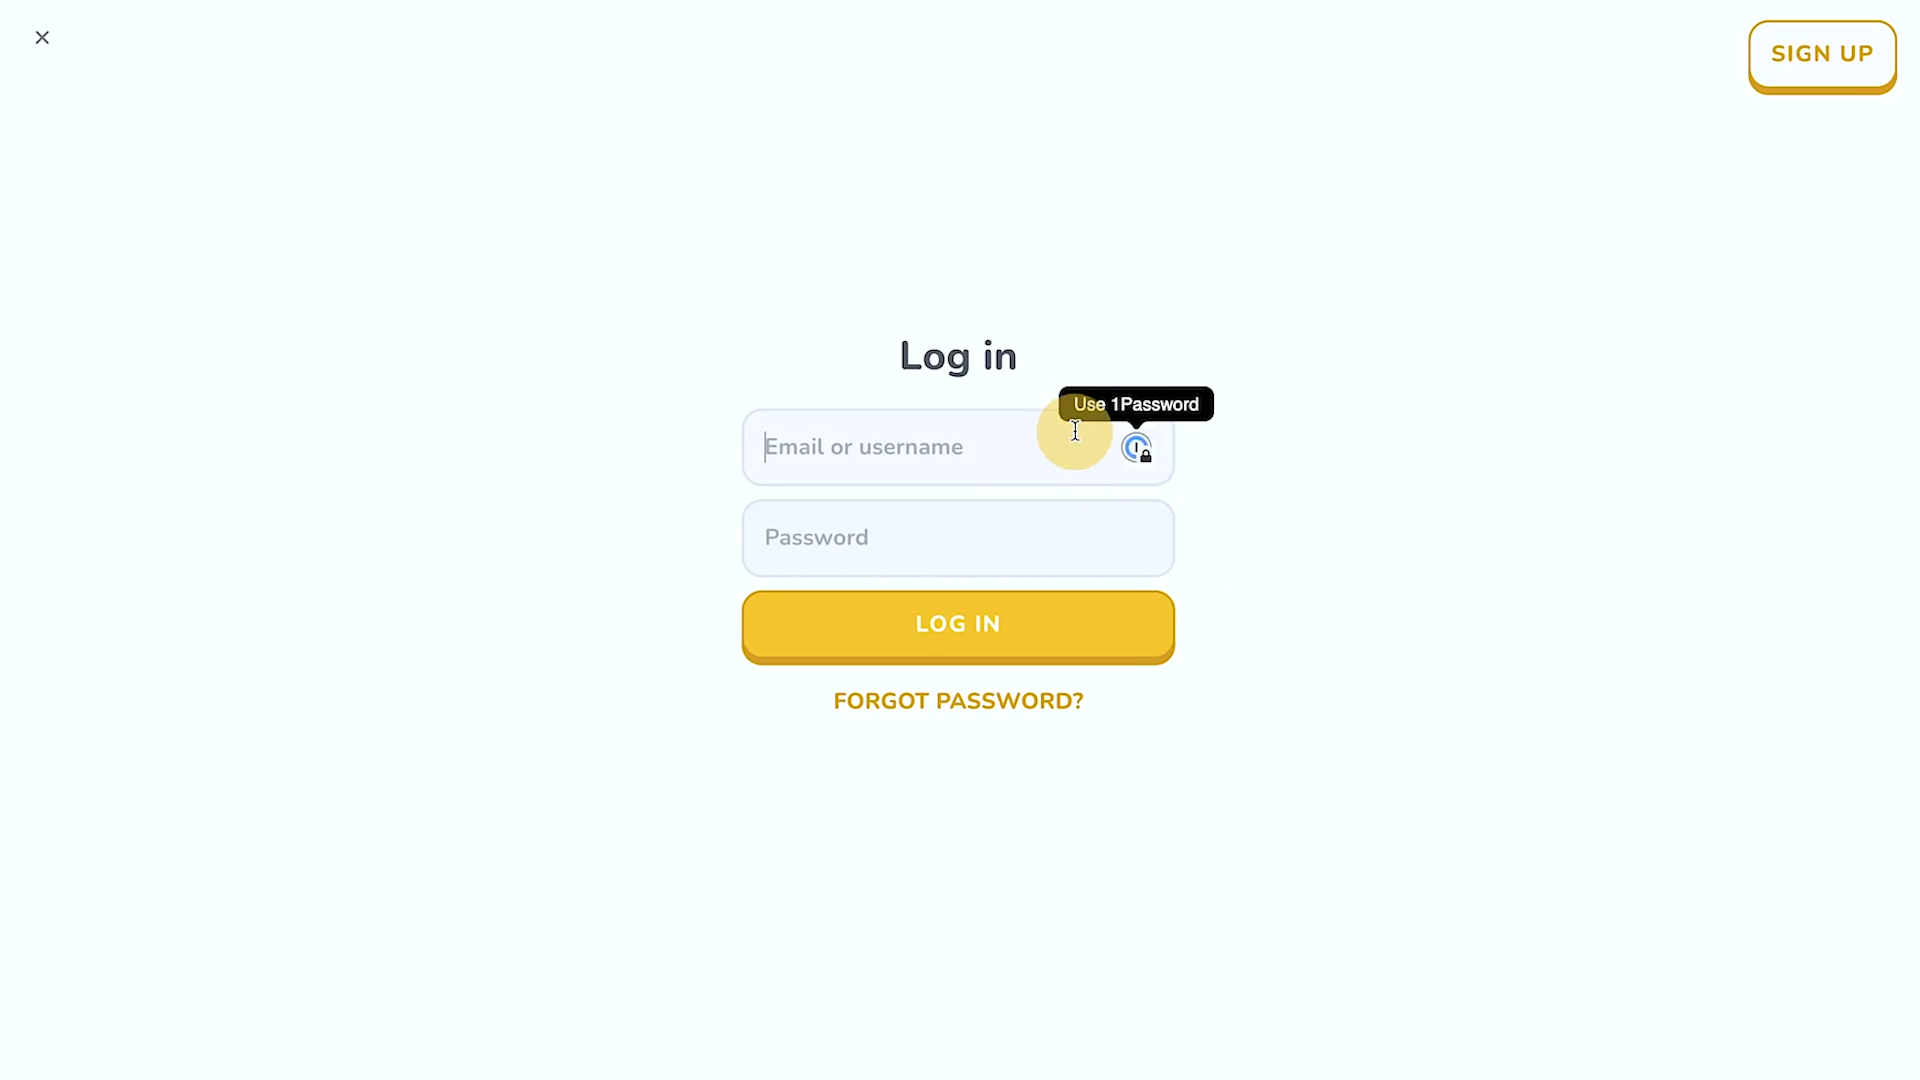 SIGN UP
Log in
Use 1Password
Email or username
Password
LOG IN
FORGOT PASSWORD?